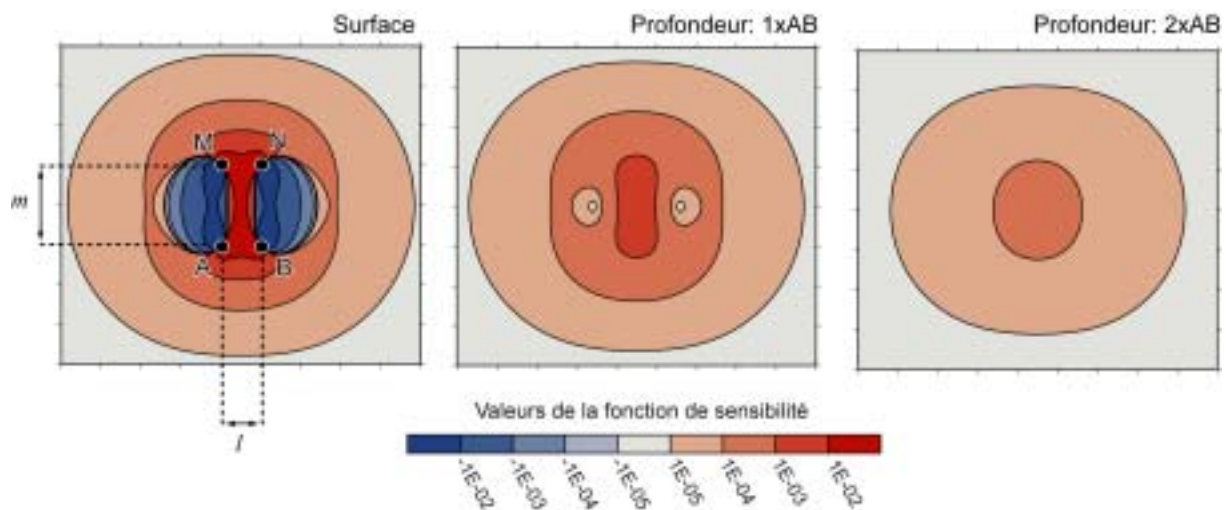 Surface
Profondeur: 1xAB
Profondeur: 2xAB
M N
m
A B
l
Valeurs de la fonction de sensibilité
-1E-02 -1E-03 -1E-04 -1E-05 1E-05 1E-04 1E-03 1E-02